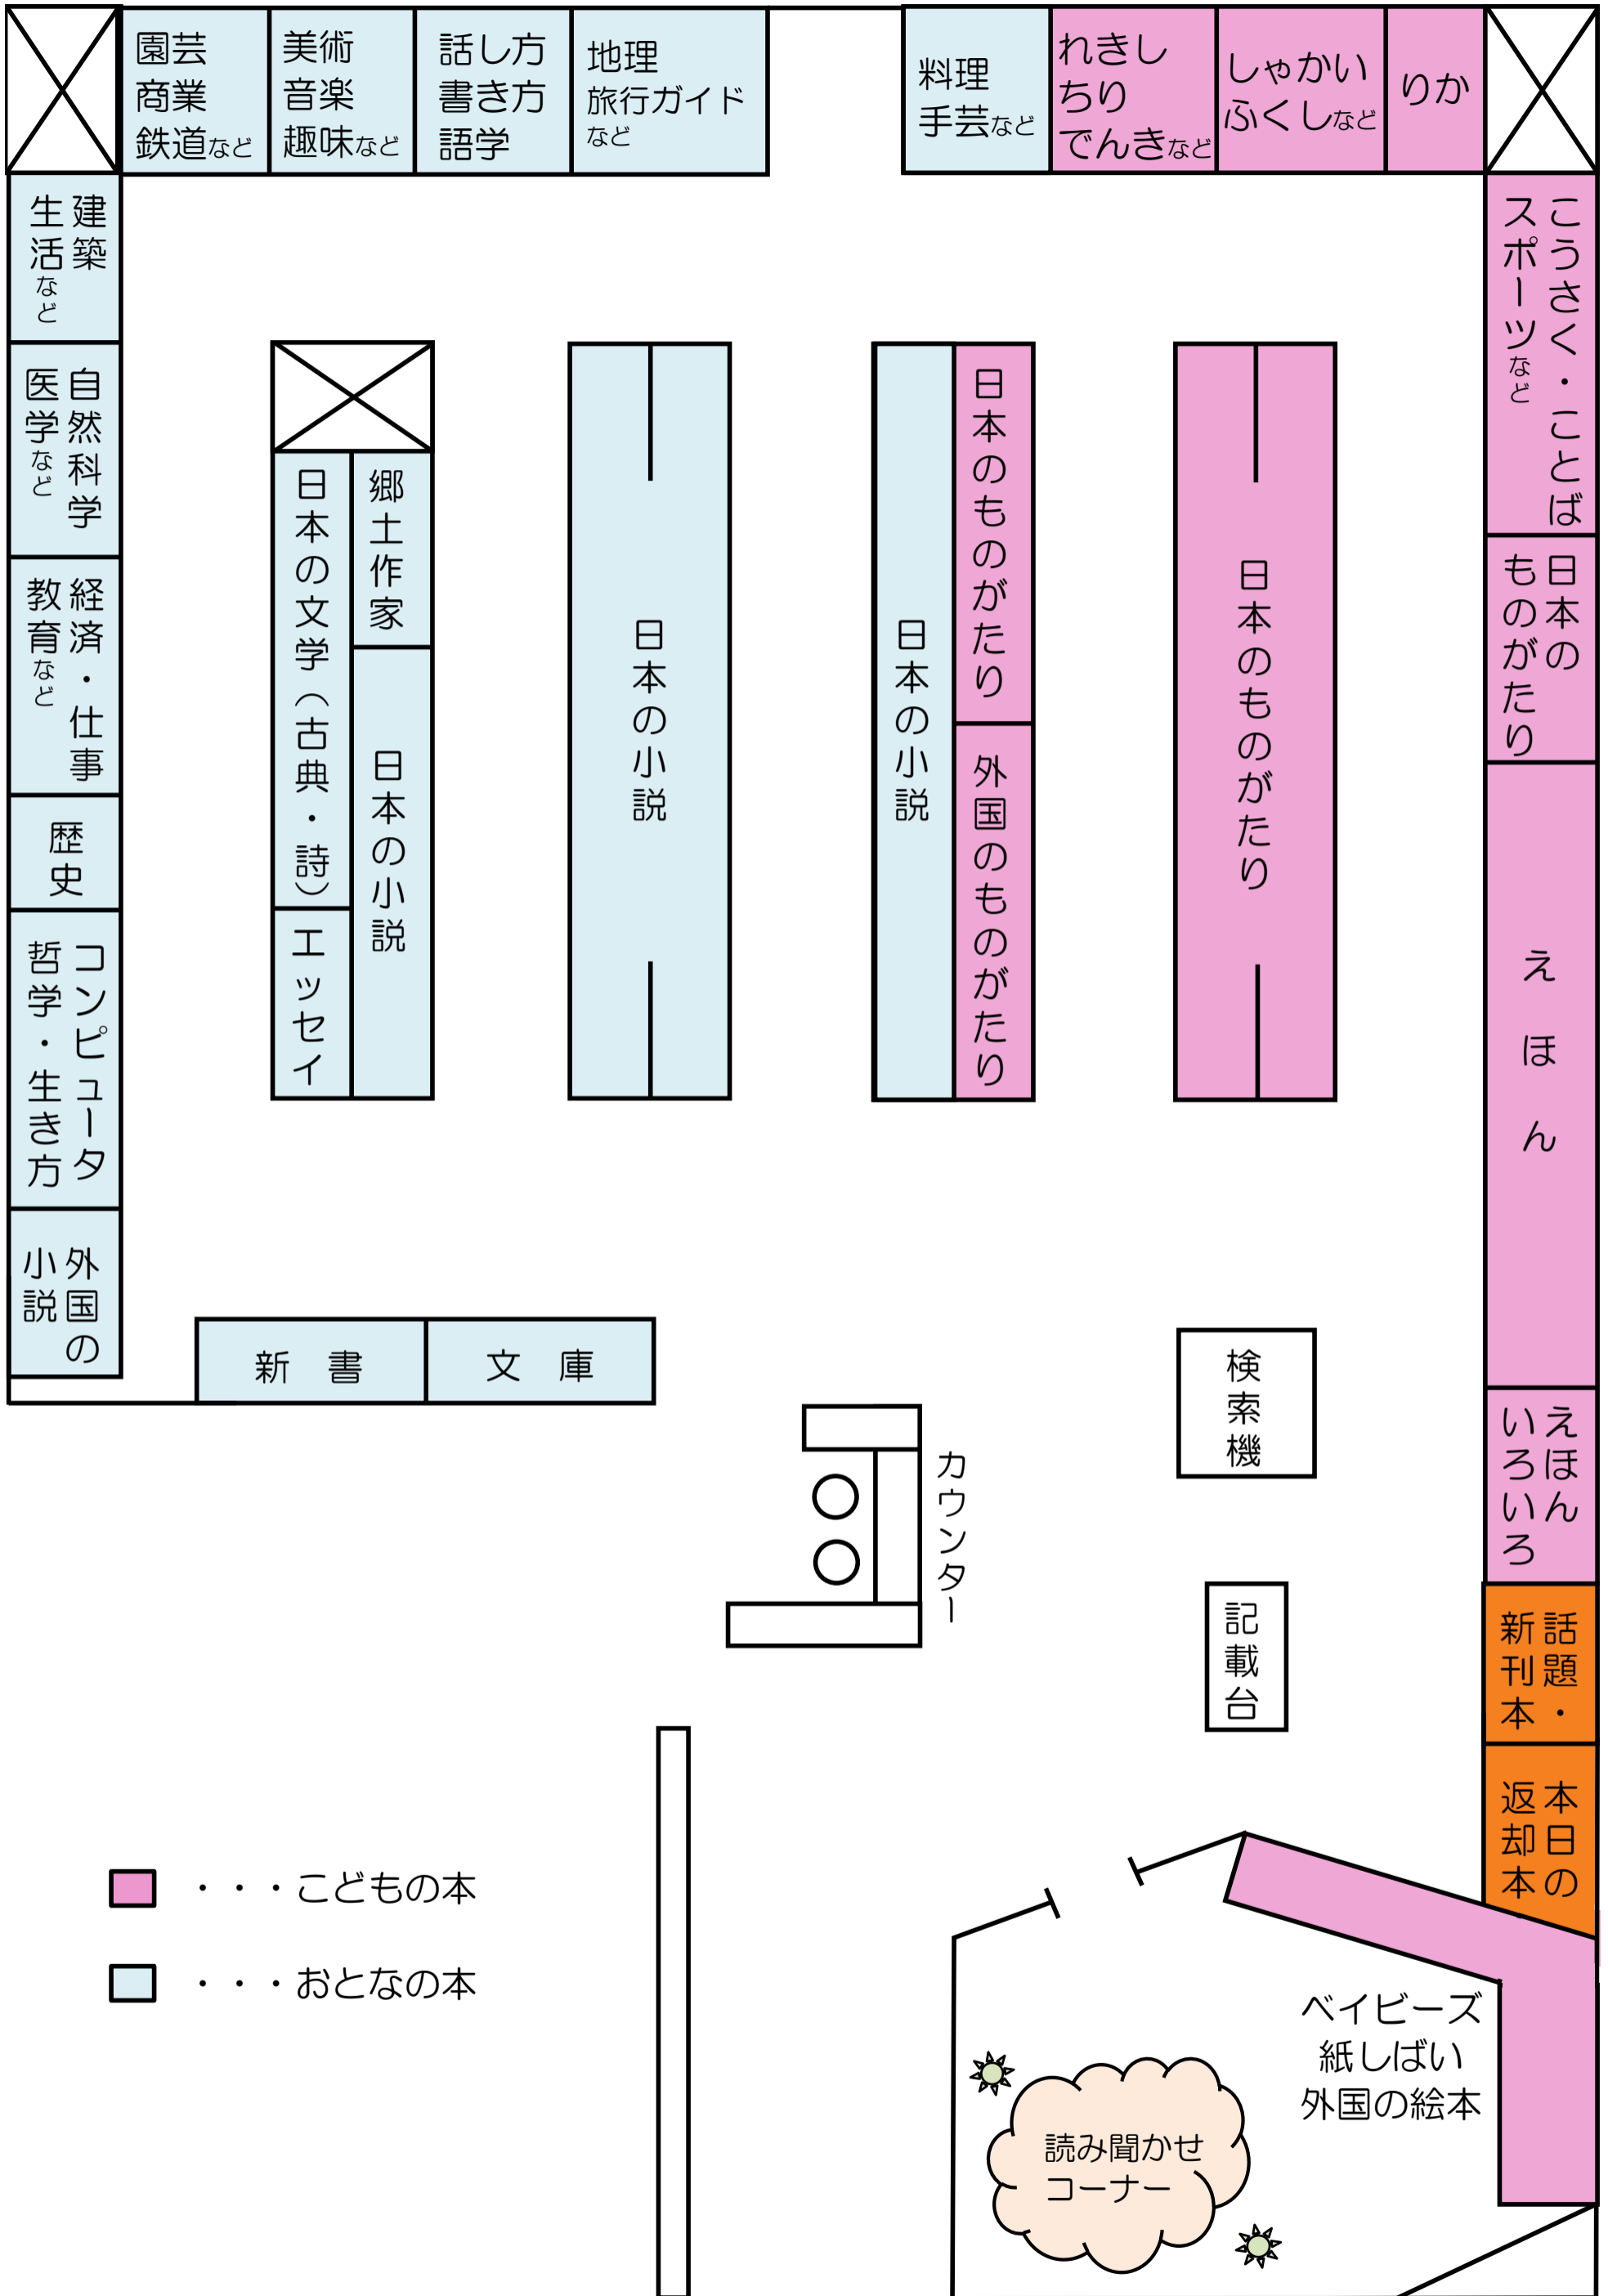 園芸
商業
鉄道など
美術
音楽
趣味など
話し方
書き方
語学
地理
旅行ガイド
など
料理
手芸など
れきし
ちり
でんきなど
しゃかい
ふくしなど
りか
建築
生活など
自然科学
医学など
経済・仕事
教育など
歴史
コンピュータ
哲学・生き方
外国の
小説
郷土作家
日本の小説
日本の文学(古典・詩)
エッセイ
日本の小説
日本の小説
日本のものがたり
外国のものがたり
日本のものがたり
こうさく・ことば
スポーツなど
日本の
ものがたり
えほん
えほん
いろいろ
話題・
新刊本
本日の
返却本
新書
文庫
カウンター
検索機
記載台
・・・こどもの本
・・・おとなの本
ベイビーズ
紙しばい
外国の絵本
読み聞かせ
コーナー